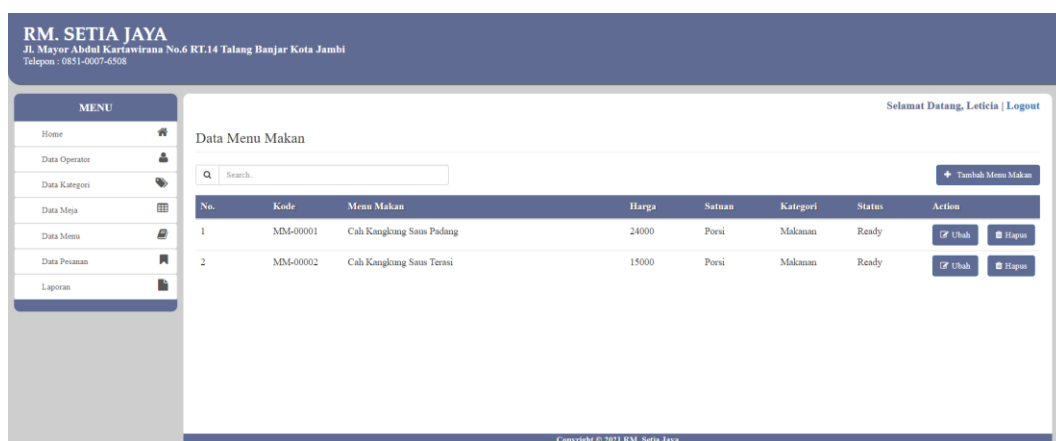 RM. SETIA JAYA
Jl. Mayor Abdul Kartawirana No.6 RT.14 Talang Banjar Kota Jambi
Telepon : 0851-0007-6508
MENU
Home
Data Operator
Data Kategori
Data Meja
Data Menu
Data Pesanan
Laporan
Selamat Datang, Leticia | Logout
Data Menu Makan
Search..
Tambah Menu Makan
No. Kode Menu Makan Harga Satuan Kategori Status Action
1 MM-00001 Cah Kangkung Saus Padang 24000 Porsi Makanan Ready Ubah Hapus
2 MM-00002 Cah Kangkung Saus Terasi 15000 Porsi Makanan Ready Ubah Hapus
Copyright © 2021 RM. Setia Jaya